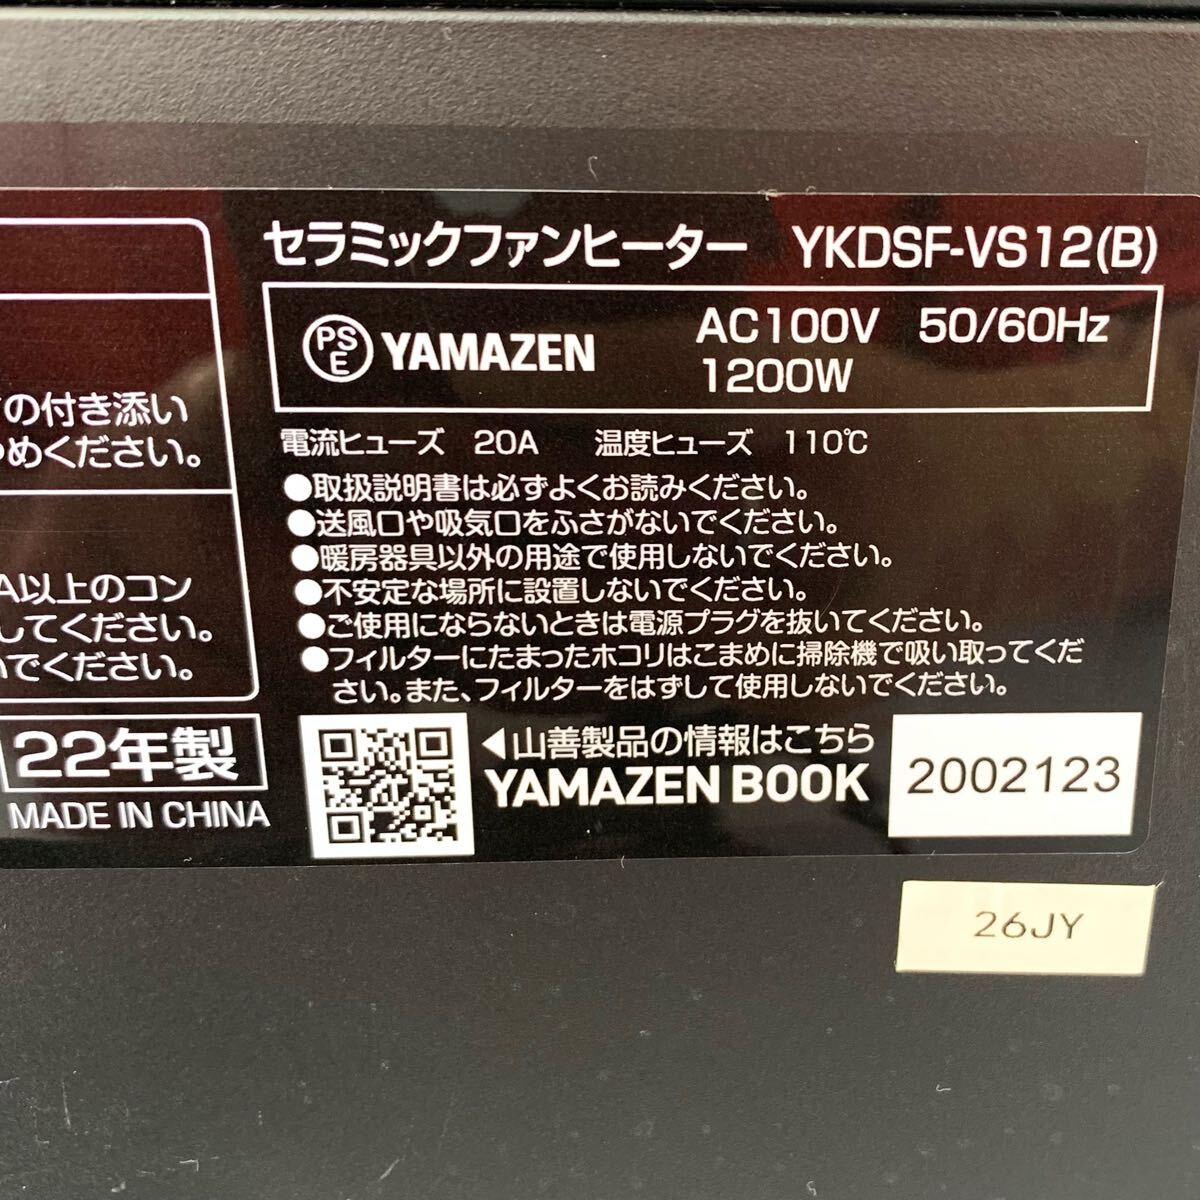 の付き添い
めください。
A以上のコン
してください。
いでください。
22年製
MADE IN CHINA
セラミックファンヒーター YKDSF-VS12(B)
PSE YAMAZEN AC100V 50/60Hz
1200W
電流ヒューズ 20A 温度ヒューズ 110℃
●取扱説明書は必ずよくお読みください。
●送風口や吸気口をふさがないでください。
●暖房器具以外の用途で使用しないでください。
●不安定な場所に設置しないでください。
●ご使用にならないときは電源プラグを抜いてください。
●フィルターにたまったホコリはこまめに掃除機で吸い取ってくだ
さい。また、フィルターをはずして使用しないでください。
◀山善製品の情報はこちら
YAMAZEN BOOK
2002123
26JY